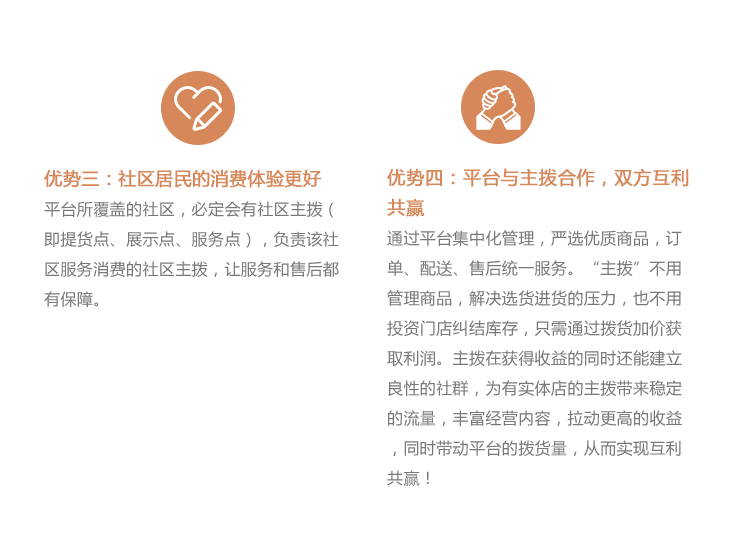 优势三：社区居民的消费体验更好
平台所覆盖的社区，必定会有社区主拨（
即提货点、展示点、服务点），负责该社
区服务消费的社区主拨，让服务和售后都
有保障。
优势四：平台与主拨合作，双方互利
共赢
通过平台集中化管理，严选优质商品，订
单、配送、售后统一服务。“主拨”不用
管理商品，解决选货进货的压力，也不用
投资门店纠结库存，只需通过拨货加价获
取利润。主拨在获得收益的同时还能建立
良性的社群，为有实体店的主拨带来稳定
的流量，丰富经营内容，拉动更高的收益
，同时带动平台的拨货量，从而实现互利
共赢！